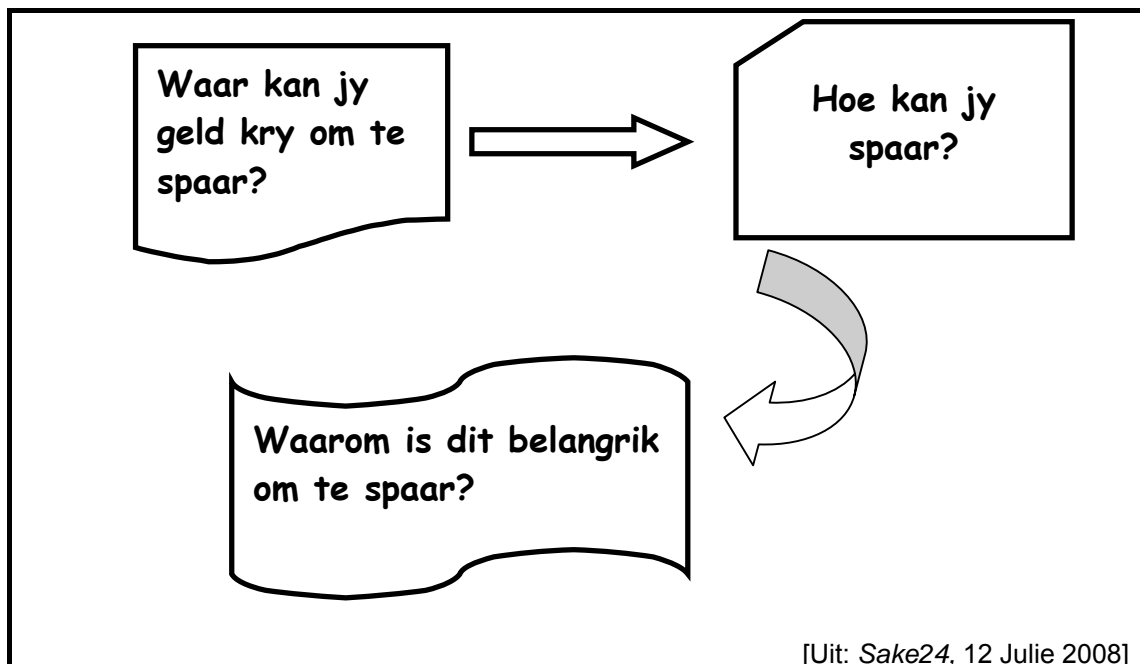 Waar kan jy
geld kry om te
spaar?
Hoe kan jy
spaar?
Waarom is dit belangrik
om te spaar?
[Uit: Sake24, 12 Julie 2008]